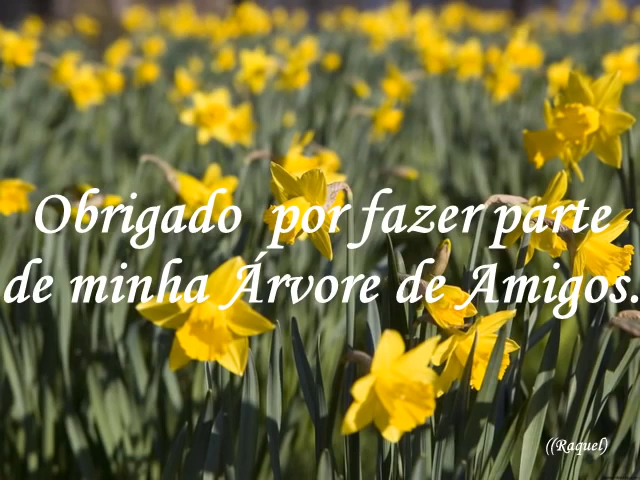 Obrigado por fazer parte
de minha Árvore de Amigos.
((Raquel)